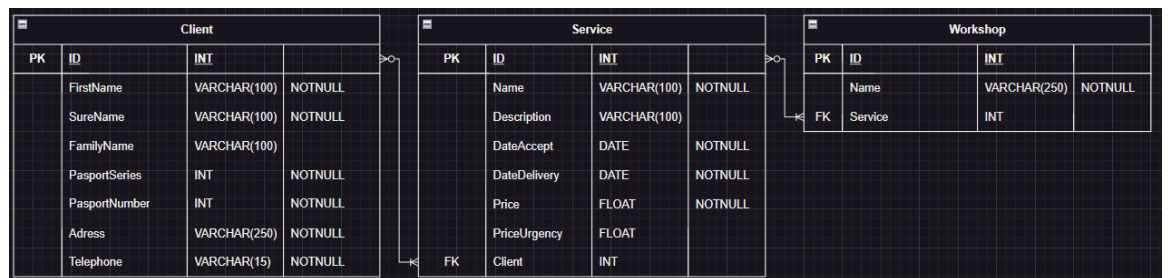 Client
PK ID INT
FirstName VARCHAR(100) NOTNULL
SureName VARCHAR(100) NOTNULL
FamilyName VARCHAR(100)
PasportSeries INT NOTNULL
PasportNumber INT NOTNULL
Adress VARCHAR(250) NOTNULL
Telephone VARCHAR(15) NOTNULL
Service
PK ID INT
Name VARCHAR(100) NOTNULL
Description VARCHAR(100)
DateAccept DATE NOTNULL
DateDelivery DATE NOTNULL
Price FLOAT NOTNULL
PriceUrgency FLOAT
FK Client INT
Workshop
PK ID INT
Name VARCHAR(250) NOTNULL
FK Service INT